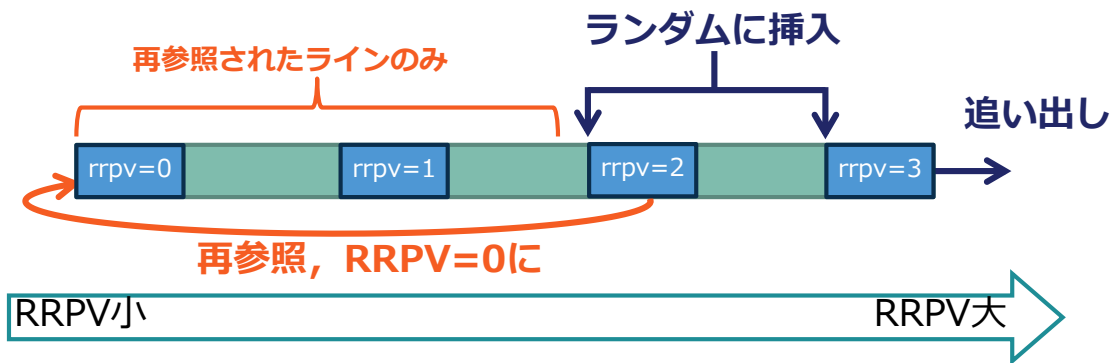 ランダムに挿入
再参照されたラインのみ
追い出し
rrpv=0
rrpv=1
rrpv=2
rrpv=3
再参照，RRPV=0に
RRPV小
RRPV大